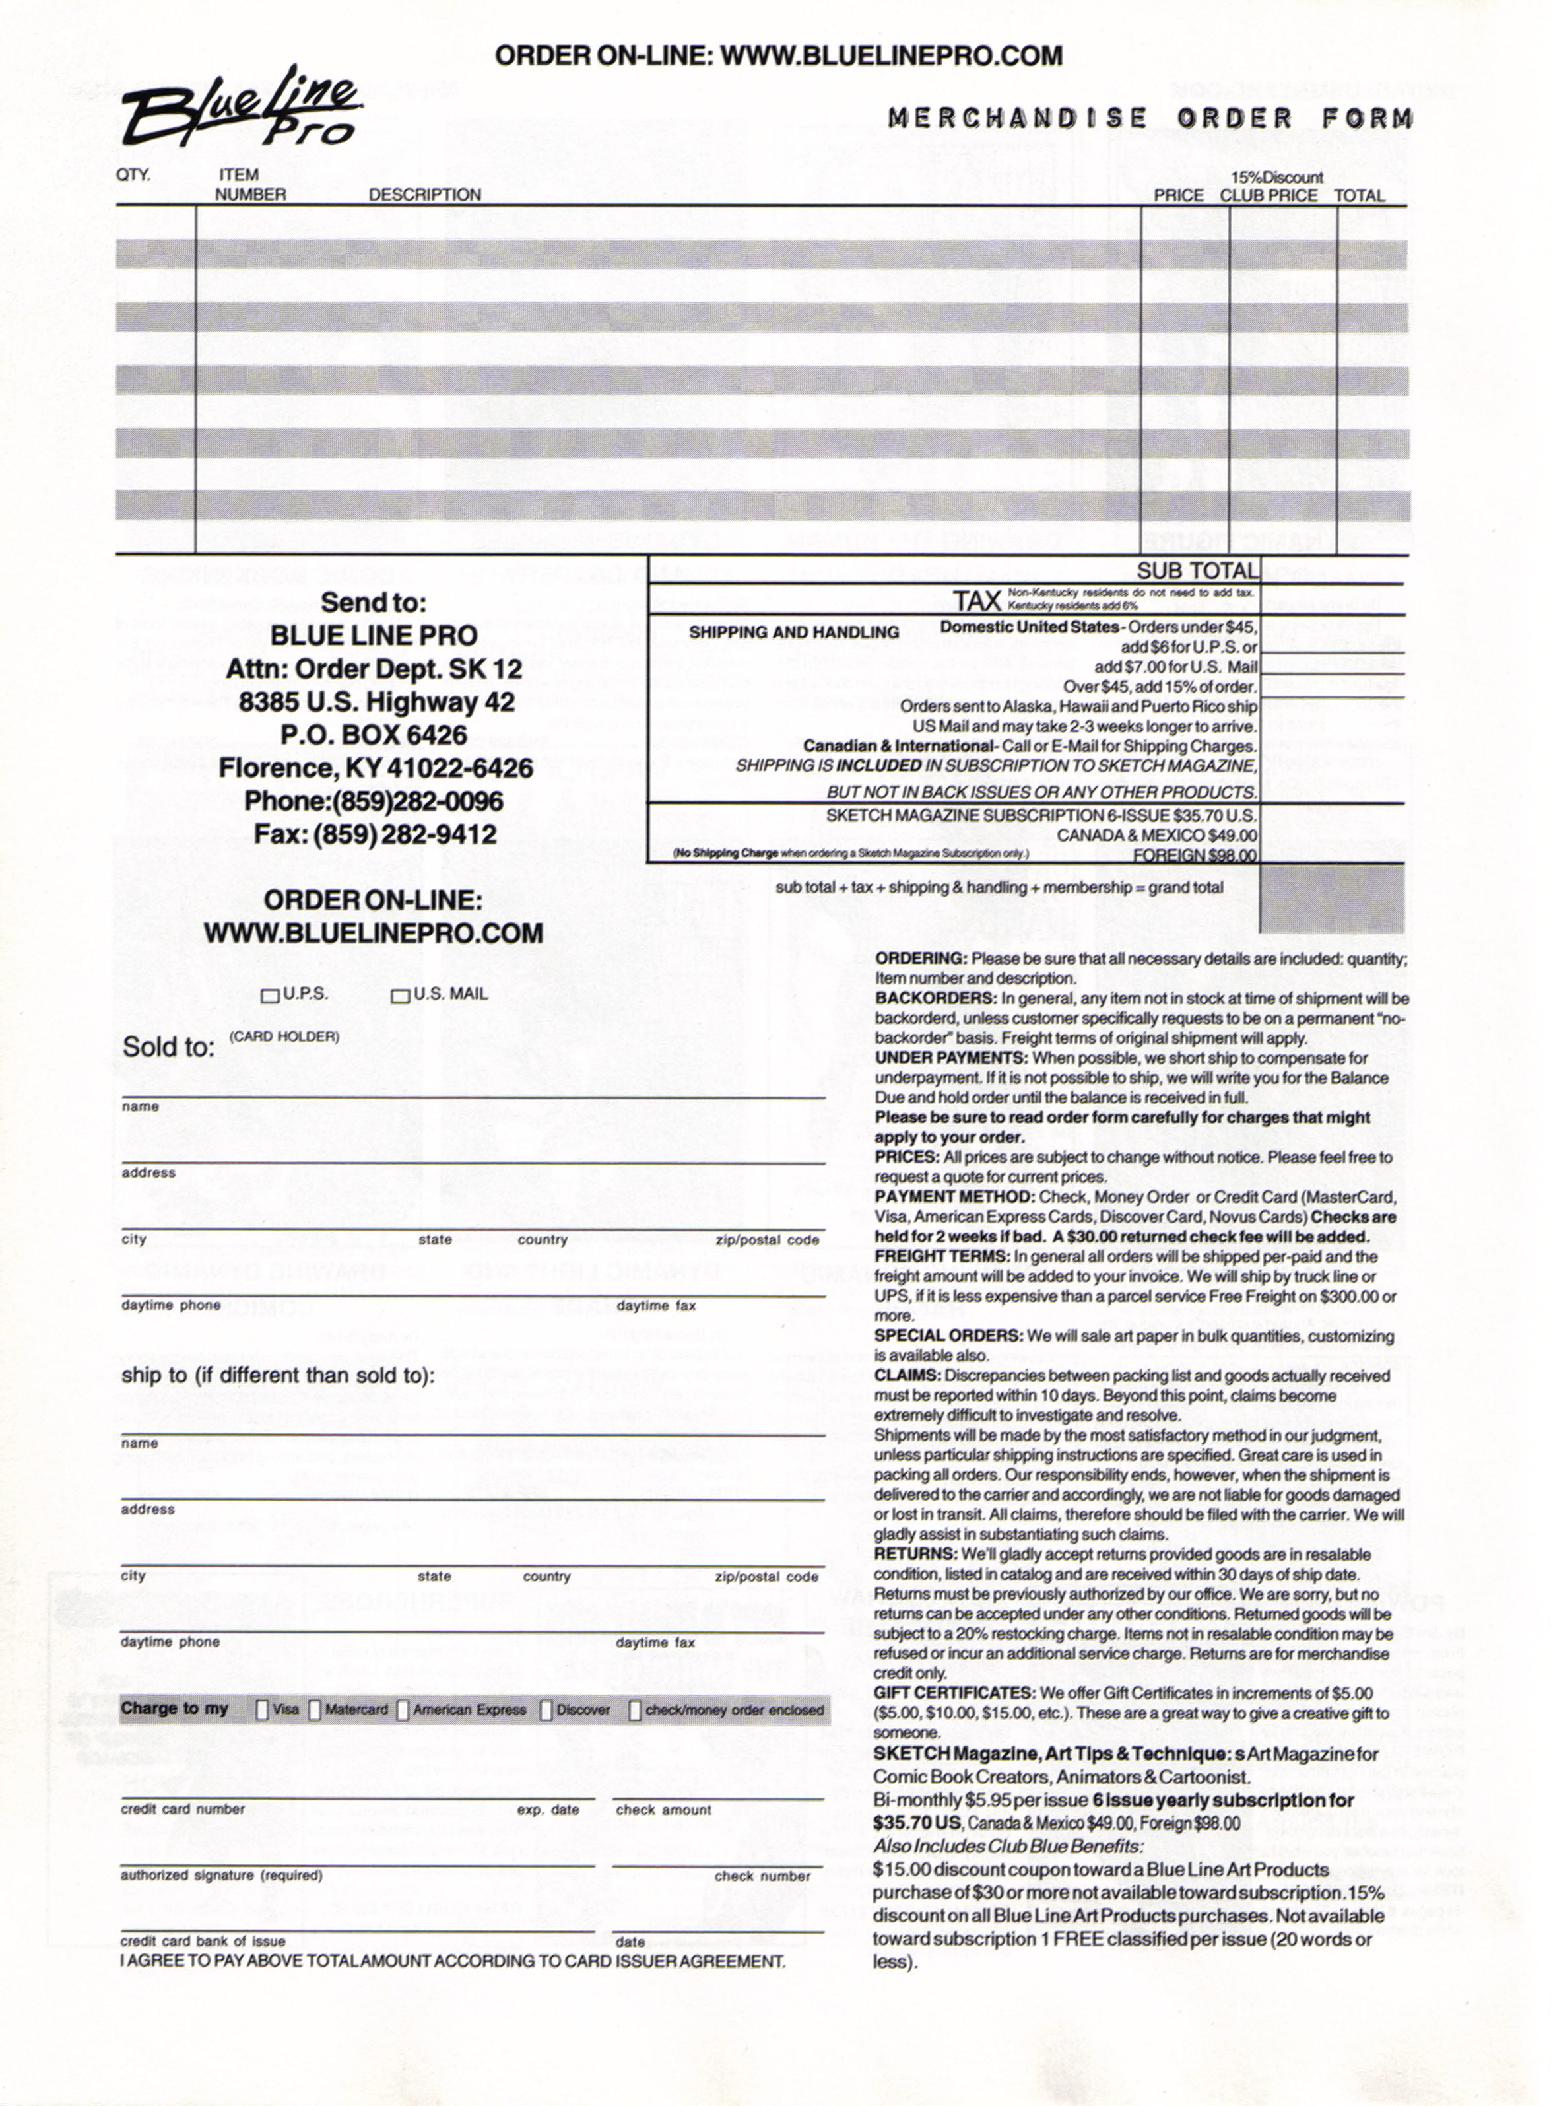 ORDER ON-LINE: WWW.BLUELINEPRO.COM
Blue Line
Pro
MERCHANDISE ORDER FORM
QTY.
ITEM
NUMBER
DESCRIPTION
PRICE
15%Discount
CLUB PRICE
TOTAL
SUB TOTAL
TAX Non-Kentucky residents do not need to add tax.
Kentucky residents add 6%
SHIPPING AND HANDLING
Domestic United States- Orders under $45,
add $6 for U.P.S. or
add $7.00 for U.S. Mail
Over $45, add 15% of order.
Orders sent to Alaska, Hawaii and Puerto Rico ship
US Mail and may take 2-3 weeks longer to arrive.
Canadian & International- Call or E-Mail for Shipping Charges.
SHIPPING IS INCLUDED IN SUBSCRIPTION TO SKETCH MAGAZINE,
BUT NOT IN BACK ISSUES OR ANY OTHER PRODUCTS.
SKETCH MAGAZINE SUBSCRIPTION 6-ISSUE $35.70 U.S.
CANADA & MEXICO $49.00
(No Shipping Charge when ordering a Sketch Magazine Subscription only.) FOREIGN $98.00
sub total + tax + shipping & handling + membership = grand total
Send to:
BLUE LINE PRO
Attn: Order Dept. SK 12
8385 U.S. Highway 42
P.O. BOX 6426
Florence, KY 41022-6426
Phone:(859)282-0096
Fax: (859) 282-9412
ORDER ON-LINE:
WWW.BLUELINEPRO.COM
U.P.S. U.S. MAIL
Sold to: (CARD HOLDER)
name
address
city state country zip/postal code
daytime phone daytime fax
ship to (if different than sold to):
name
address
city state country zip/postal code
daytime phone daytime fax
Charge to my Visa Matercard American Express Discover check/money order enclosed
credit card number exp. date check amount
authorized signature (required) check number
credit card bank of issue date
I AGREE TO PAY ABOVE TOTAL AMOUNT ACCORDING TO CARD ISSUER AGREEMENT.
ORDERING: Please be sure that all necessary details are included: quantity;
Item number and description.
BACKORDERS: In general, any item not in stock at time of shipment will be
backorderd, unless customer specifically requests to be on a permanent "no-
backorder" basis. Freight terms of original shipment will apply.
UNDER PAYMENTS: When possible, we short ship to compensate for
underpayment. If it is not possible to ship, we will write you for the Balance
Due and hold order until the balance is received in full.
Please be sure to read order form carefully for charges that might
apply to your order.
PRICES: All prices are subject to change without notice. Please feel free to
request a quote for current prices.
PAYMENT METHOD: Check, Money Order or Credit Card (MasterCard,
Visa, American Express Cards, Discover Card, Novus Cards) Checks are
held for 2 weeks if bad. A $30.00 returned check fee will be added.
FREIGHT TERMS: In general all orders will be shipped per-paid and the
freight amount will be added to your invoice. We will ship by truck line or
UPS, if it is less expensive than a parcel service Free Freight on $300.00 or
more.
SPECIAL ORDERS: We will sale art paper in bulk quantities, customizing
is available also.
CLAIMS: Discrepancies between packing list and goods actually received
must be reported within 10 days. Beyond this point, claims become
extremely difficult to investigate and resolve.
Shipments will be made by the most satisfactory method in our judgment,
unless particular shipping instructions are specified. Great care is used in
packing all orders. Our responsibility ends, however, when the shipment is
delivered to the carrier and accordingly, we are not liable for goods damaged
or lost in transit. All claims, therefore should be filed with the carrier. We will
gladly assist in substantiating such claims.
RETURNS: We'll gladly accept returns provided goods are in resalable
condition, listed in catalog and are received within 30 days of ship date.
Returns must be previously authorized by our office. We are sorry, but no
returns can be accepted under any other conditions. Returned goods will be
subject to a 20% restocking charge. Items not in resalable condition may be
refused or incur an additional service charge. Returns are for merchandise
credit only.
GIFT CERTIFICATES: We offer Gift Certificates in increments of $5.00
($5.00, $10.00, $15.00, etc.). These are a great way to give a creative gift to
someone.
SKETCH Magazine, Art Tips & Technique: s Art Magazine for
Comic Book Creators, Animators & Cartoonist.
Bi-monthly $5.95 per issue 6 issue yearly subscription for
$35.70 US, Canada & Mexico $49.00, Foreign $98.00
Also Includes Club Blue Benefits:
$15.00 discount coupon toward a Blue Line Art Products
purchase of $30 or more not available toward subscription. 15%
discount on all Blue Line Art Products purchases. Not available
toward subscription 1 FREE classified per issue (20 words or
less).